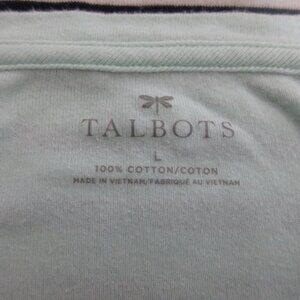 TALBOTS
L
100% COTTON/COTON
MADE IN VIETNAM/FABRIQUÉ AU VIETNAM